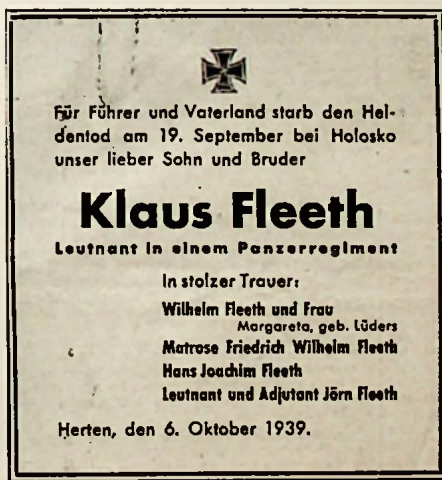 Für Führer und Vaterland starb den Hel-
dentod am 19. September bei Holosko
unser lieber Sohn und Bruder
Klaus Fleeth
Leutnant in einem Panzerregiment
In stolzer Trauer:
Wilhelm Fleeth und Frau
Margareta, geb. Lüders
Matrose Friedrich Wilhelm Fleeth
Hans Joachim Fleeth
Leutnant und Adjutant Jörn Fleeth
Herten, den 6. Oktober 1939.